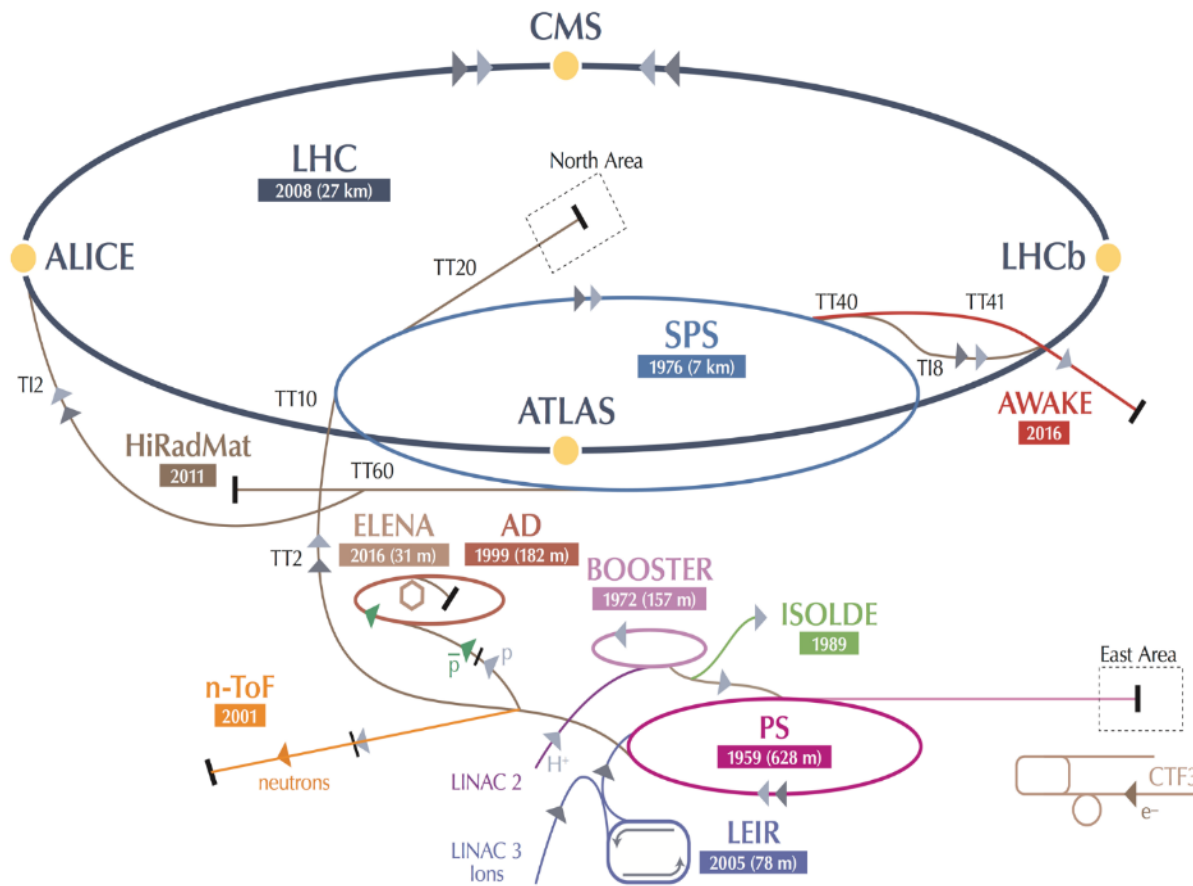 CMS
LHC
2008 (27 km)
North Area
ALICE
TT20
LHCb
TT40
TT41
SPS
1976 (7 km)
TI8
TI2
TT10
ATLAS
AWAKE
2016
HiRadMat
2011
TT60
ELENA
2016 (31 m)
AD
1999 (182 m)
TT2
BOOSTER
1972 (157 m)
ISOLDE
1989
p̅
p
East Area
n-ToF
2001
PS
1959 (628 m)
neutrons
LINAC 2
H⁺
CTF3
e⁻
LEIR
2005 (78 m)
LINAC 3
Ions